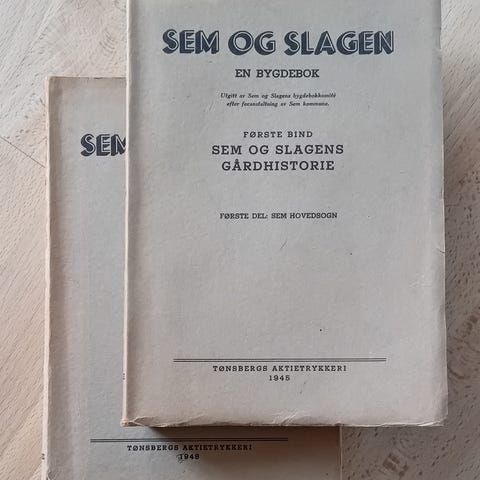 SEM OG SLAGEN
EN BYGDEBOK
Utgitt av Sem og Slagens bygdebokkomité
efter foranstaltning av Sem kommune.
FØRSTE BIND
SEM OG SLAGENS
GÅRDHISTORIE
FØRSTE DEL: SEM HOVEDSOGN
TØNSBERGS AKTIETRYKKERI
1945
SEM
TØNSBERGS AKTIETRYKKERI
1948